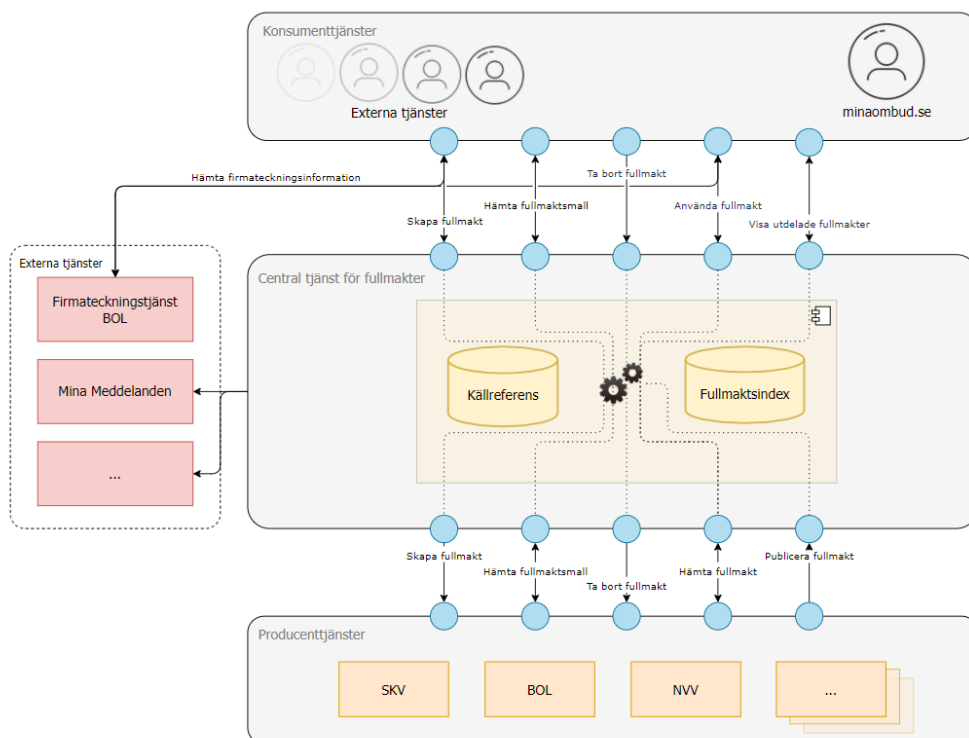 Konsumenttjänster
Externa tjänster
minaombud.se
Hämta firmateckningsinformation
Ta bort fullmakt
Skapa fullmakt
Hämta fullmaktsmall
Använda fullmakt
Visa utdelade fullmakter
Externa tjänster
Firmateckningstjänst
BOL
Mina Meddelanden
...
Central tjänst för fullmakter
Källreferens
Fullmaktsindex
Skapa fullmakt
Hämta fullmaktsmall
Ta bort fullmakt
Hämta fullmakt
Publicera fullmakt
Producenttjänster
SKV
BOL
NVV
...